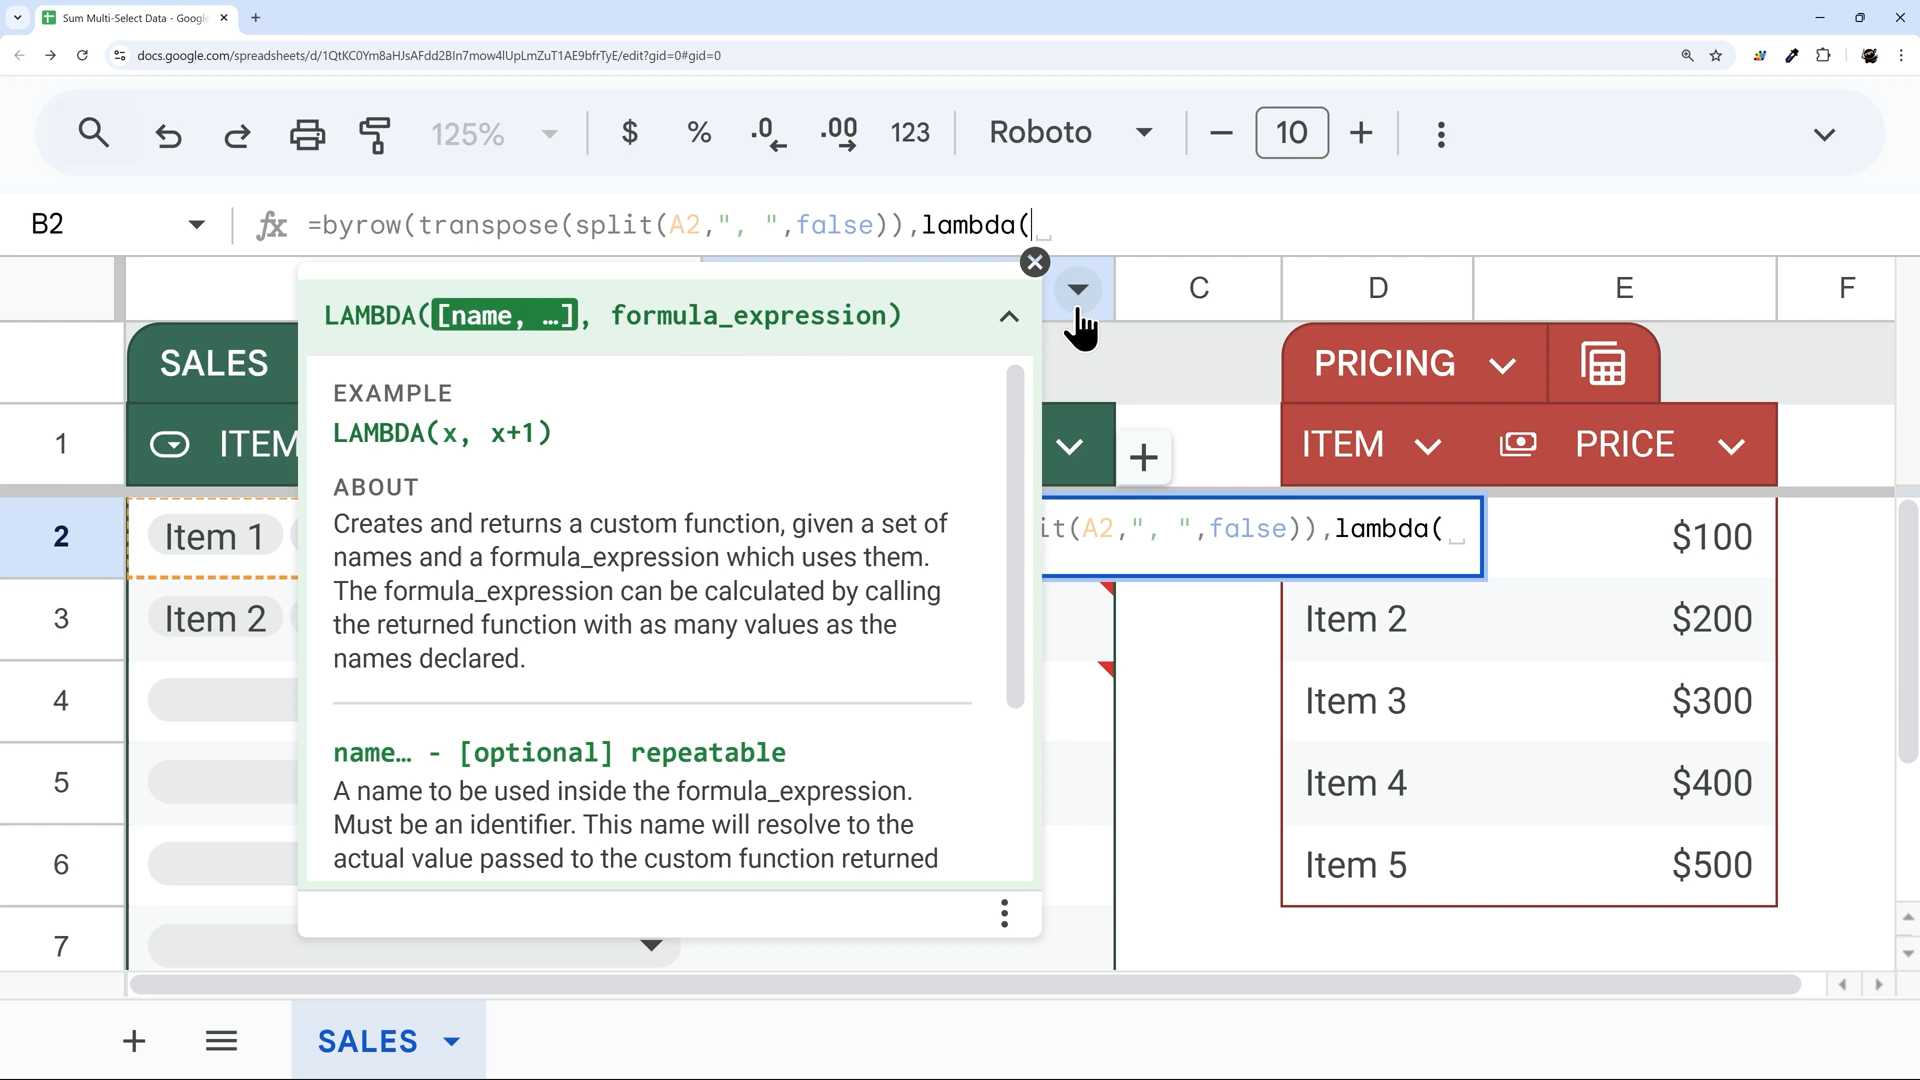 Sum Multi-Select Data - Googl
docs.google.com/spreadsheets/d/1QtKC0Ym8aHJsAFdd2BIn7mow4lUpLmZuT1AE9bfrTyE/edit?gid=0#gid=0
125% $ % .0 .00 123 Roboto 10
B2 fx =byrow(transpose(split(A2,", ",false)),lambda(
C D E F
LAMBDA([name, …], formula_expression)
SALES
PRICING
EXAMPLE
LAMBDA(x, x+1)
1 ITEM
ITEM PRICE
ABOUT
Creates and returns a custom function, given a set of
names and a formula_expression which uses them.
The formula_expression can be calculated by calling
the returned function with as many values as the
names declared.
2 Item 1 it(A2,", ",false)),lambda( $100
3 Item 2 Item 2 $200
4 Item 3 $300
name… - [optional] repeatable
A name to be used inside the formula_expression.
Must be an identifier. This name will resolve to the
actual value passed to the custom function returned
5 Item 4 $400
6 Item 5 $500
7
SALES